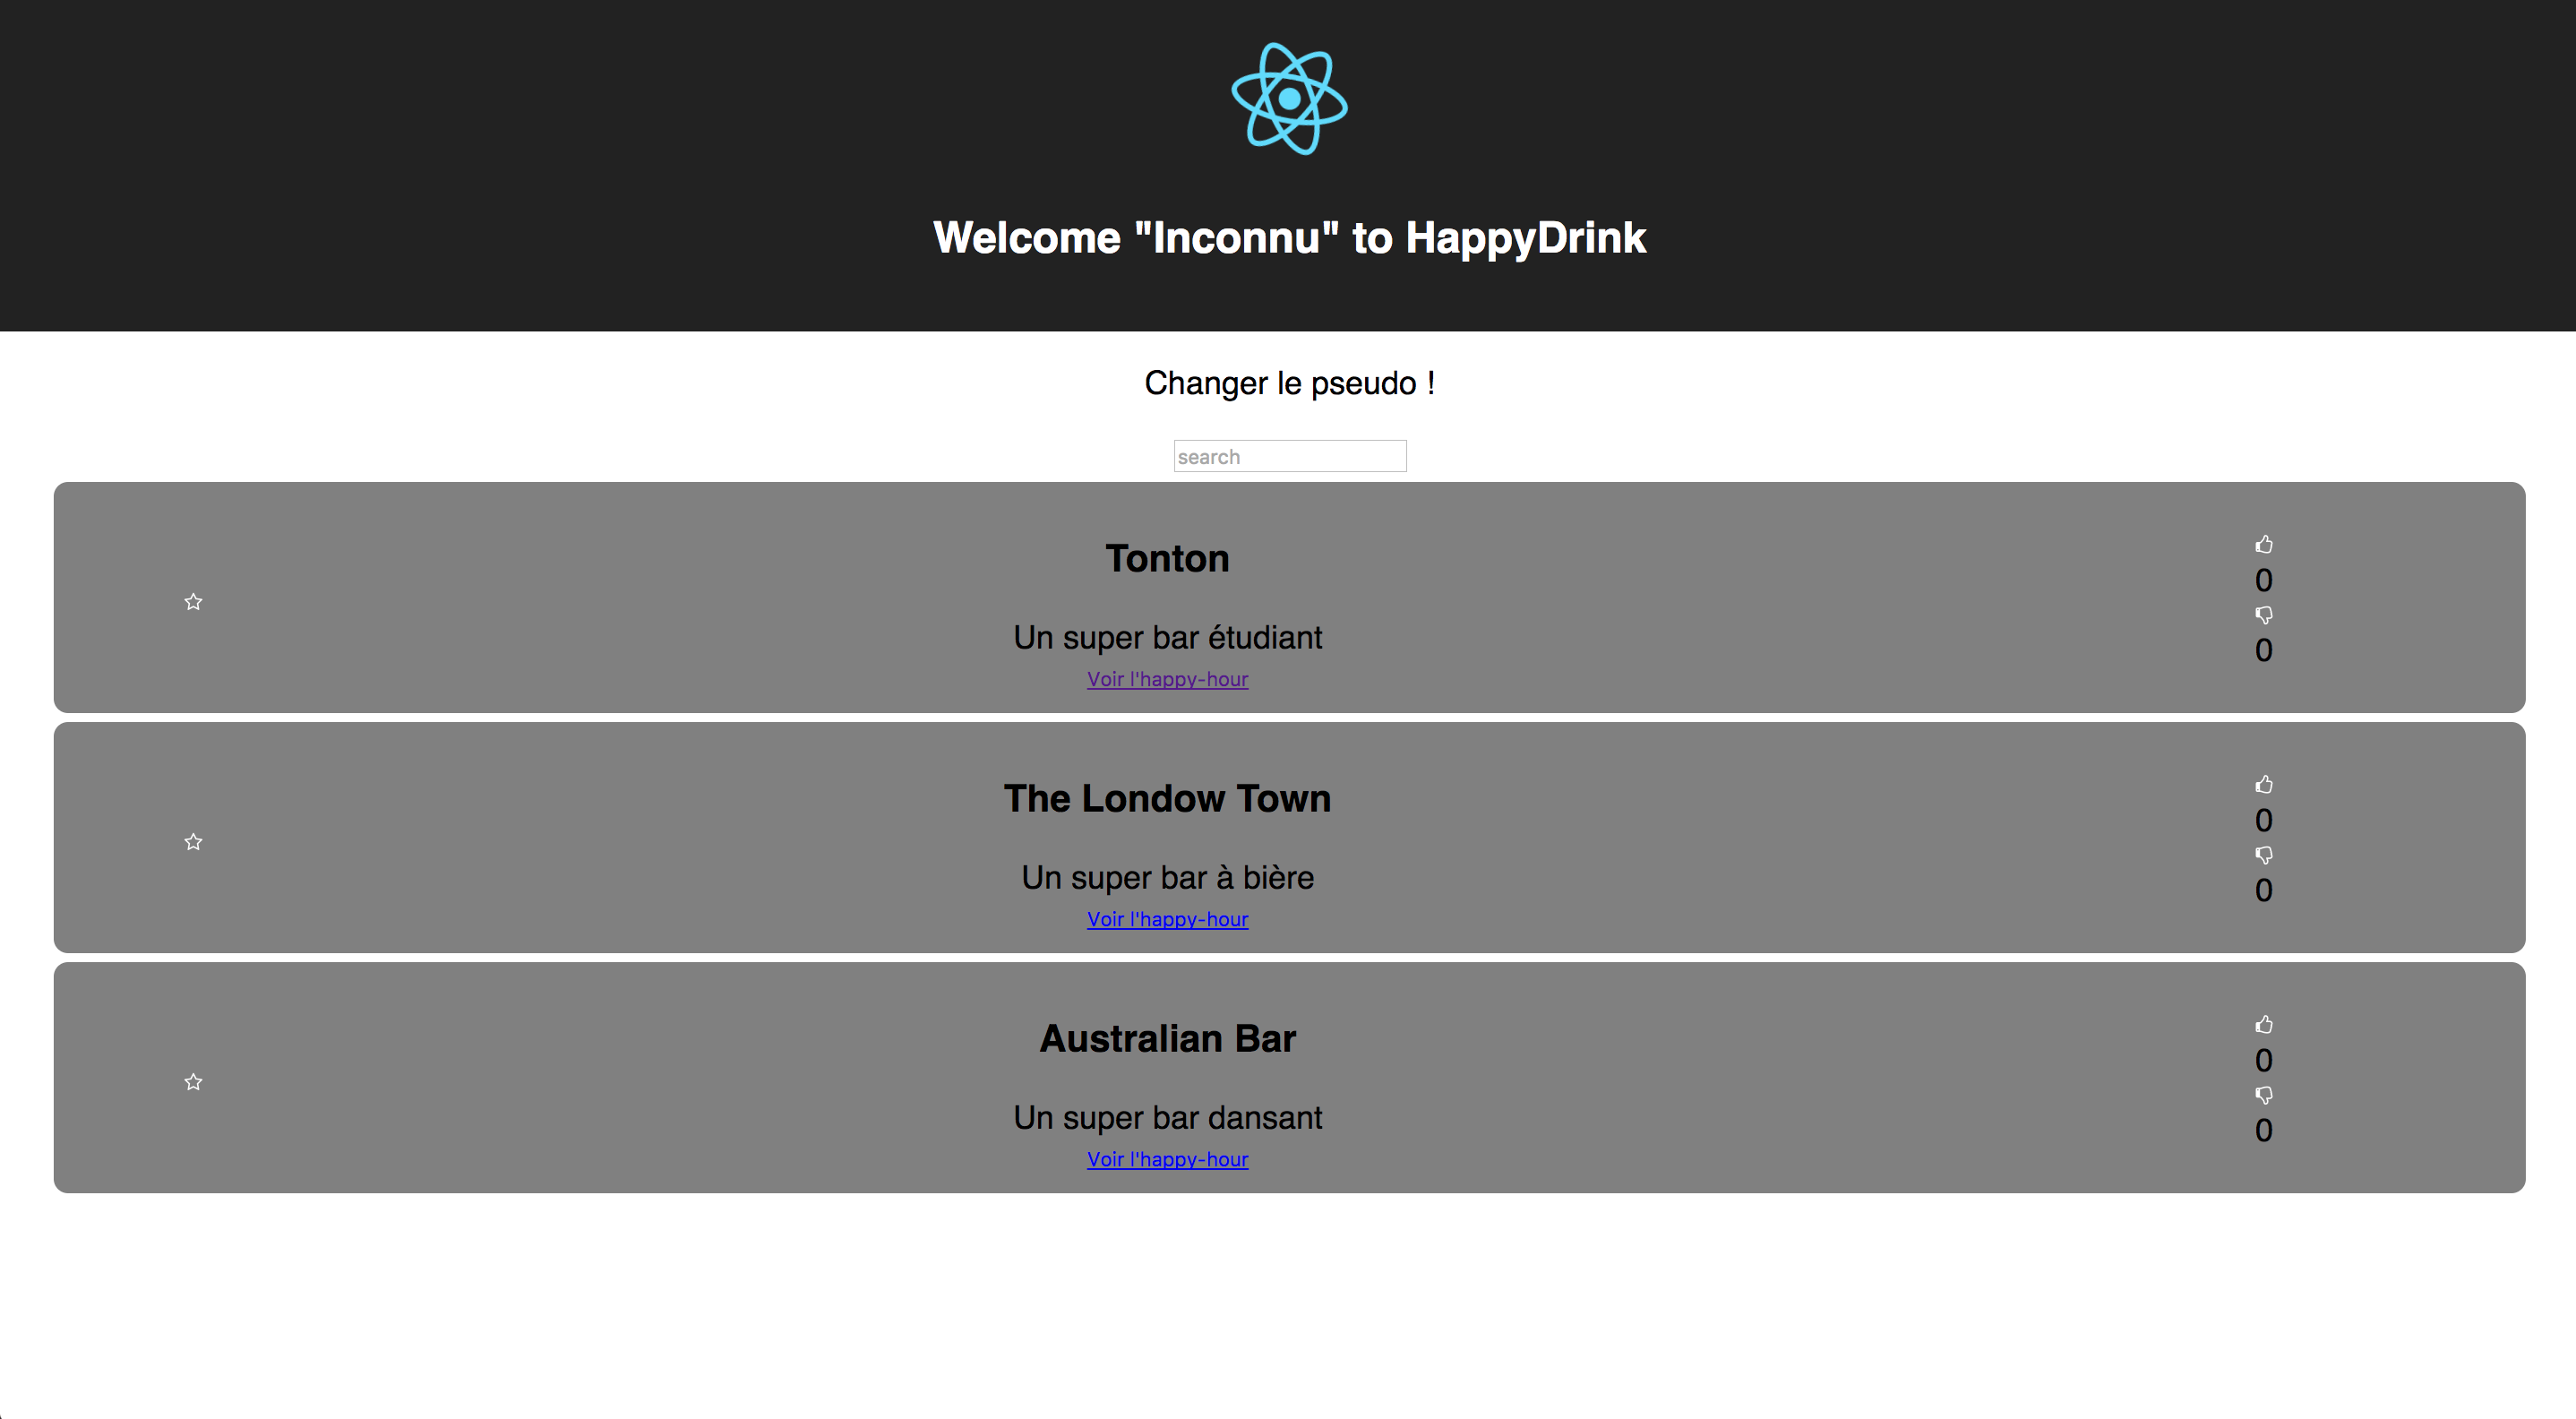 Welcome "Inconnu" to HappyDrink
Changer le pseudo !
search
Tonton
Un super bar étudiant
Voir l'happy-hour
0
0
The Londow Town
Un super bar à bière
Voir l'happy-hour
0
0
Australian Bar
Un super bar dansant
Voir l'happy-hour
0
0